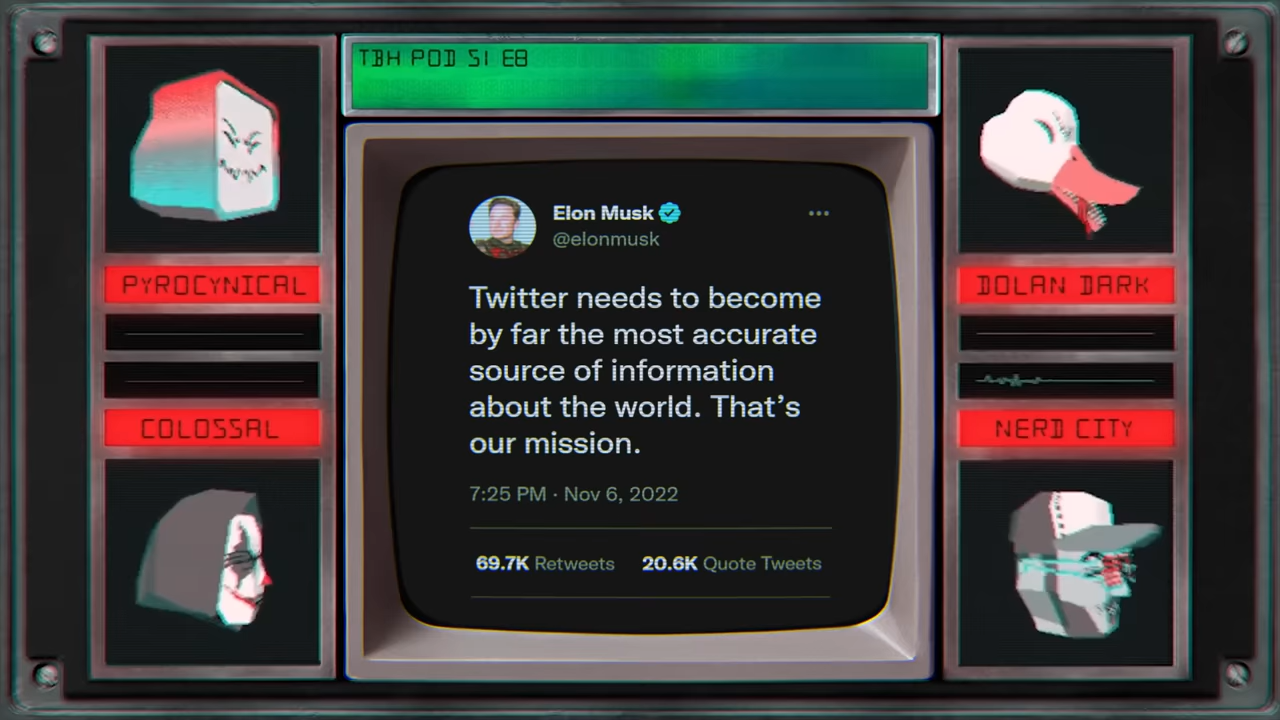 TBH POD S1 E8
PYROCYNICAL
COLOSSAL
Elon Musk
@elonmusk
Twitter needs to become
by far the most accurate
source of information
about the world. That's
our mission.
7:25 PM · Nov 6, 2022
69.7K Retweets 20.6K Quote Tweets
DOLAN DARK
NERD CITY